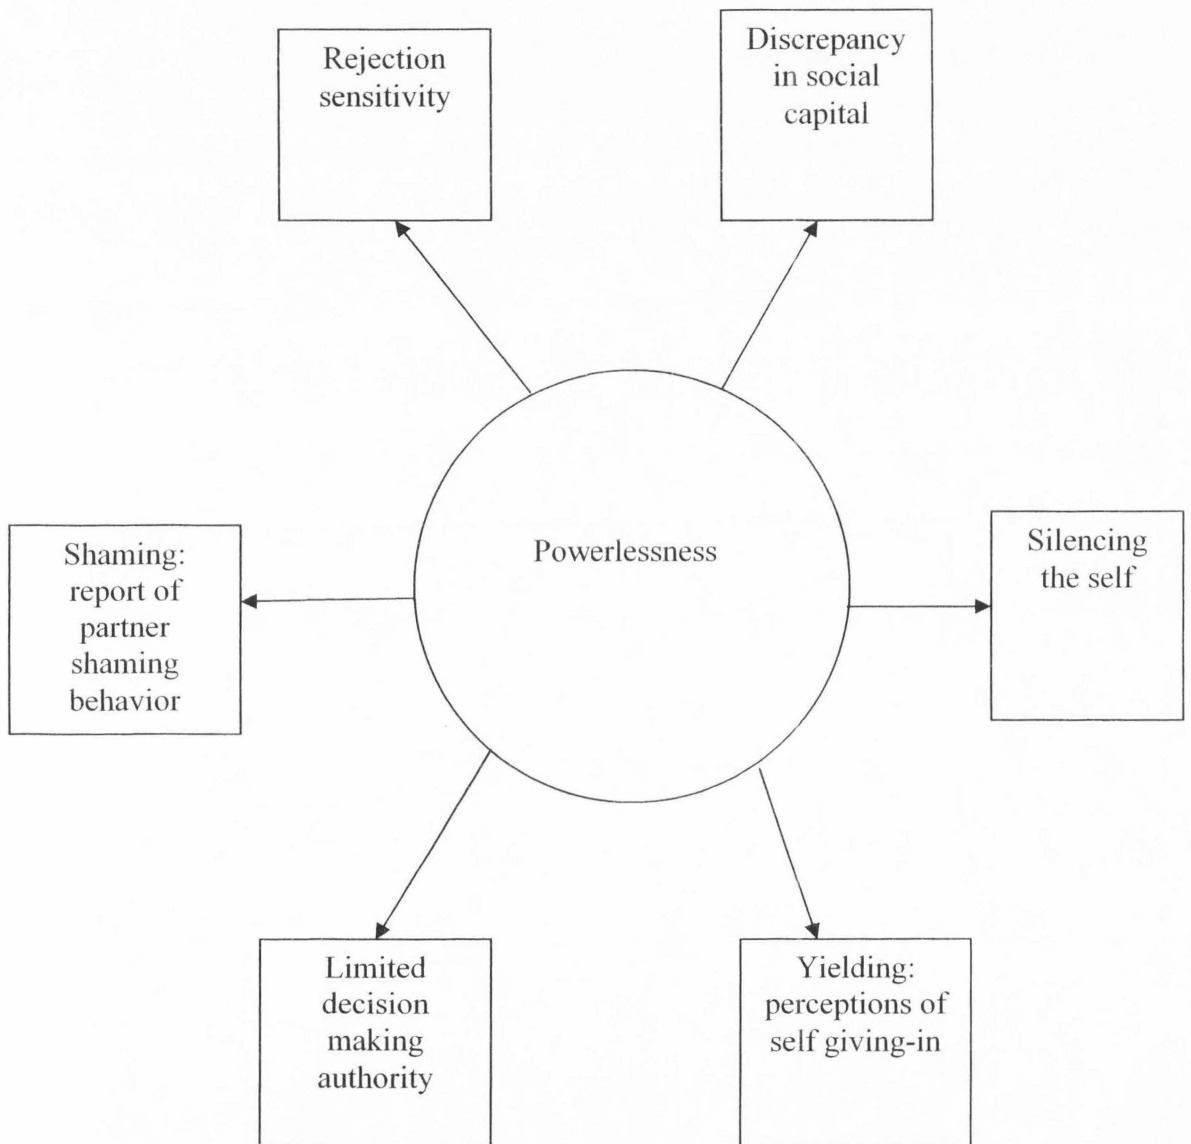 Rejection
sensitivity
Discrepancy
in social
capital
Powerlessness
Shaming:
report of
partner
shaming
behavior
Silencing
the self
Limited
decision
making
authority
Yielding:
perceptions of
self giving-in